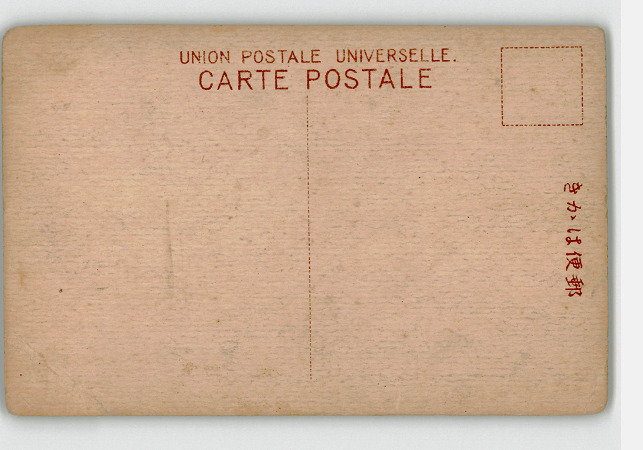 UNION POSTALE UNIVERSELLE.
CARTE POSTALE
きかは便郵